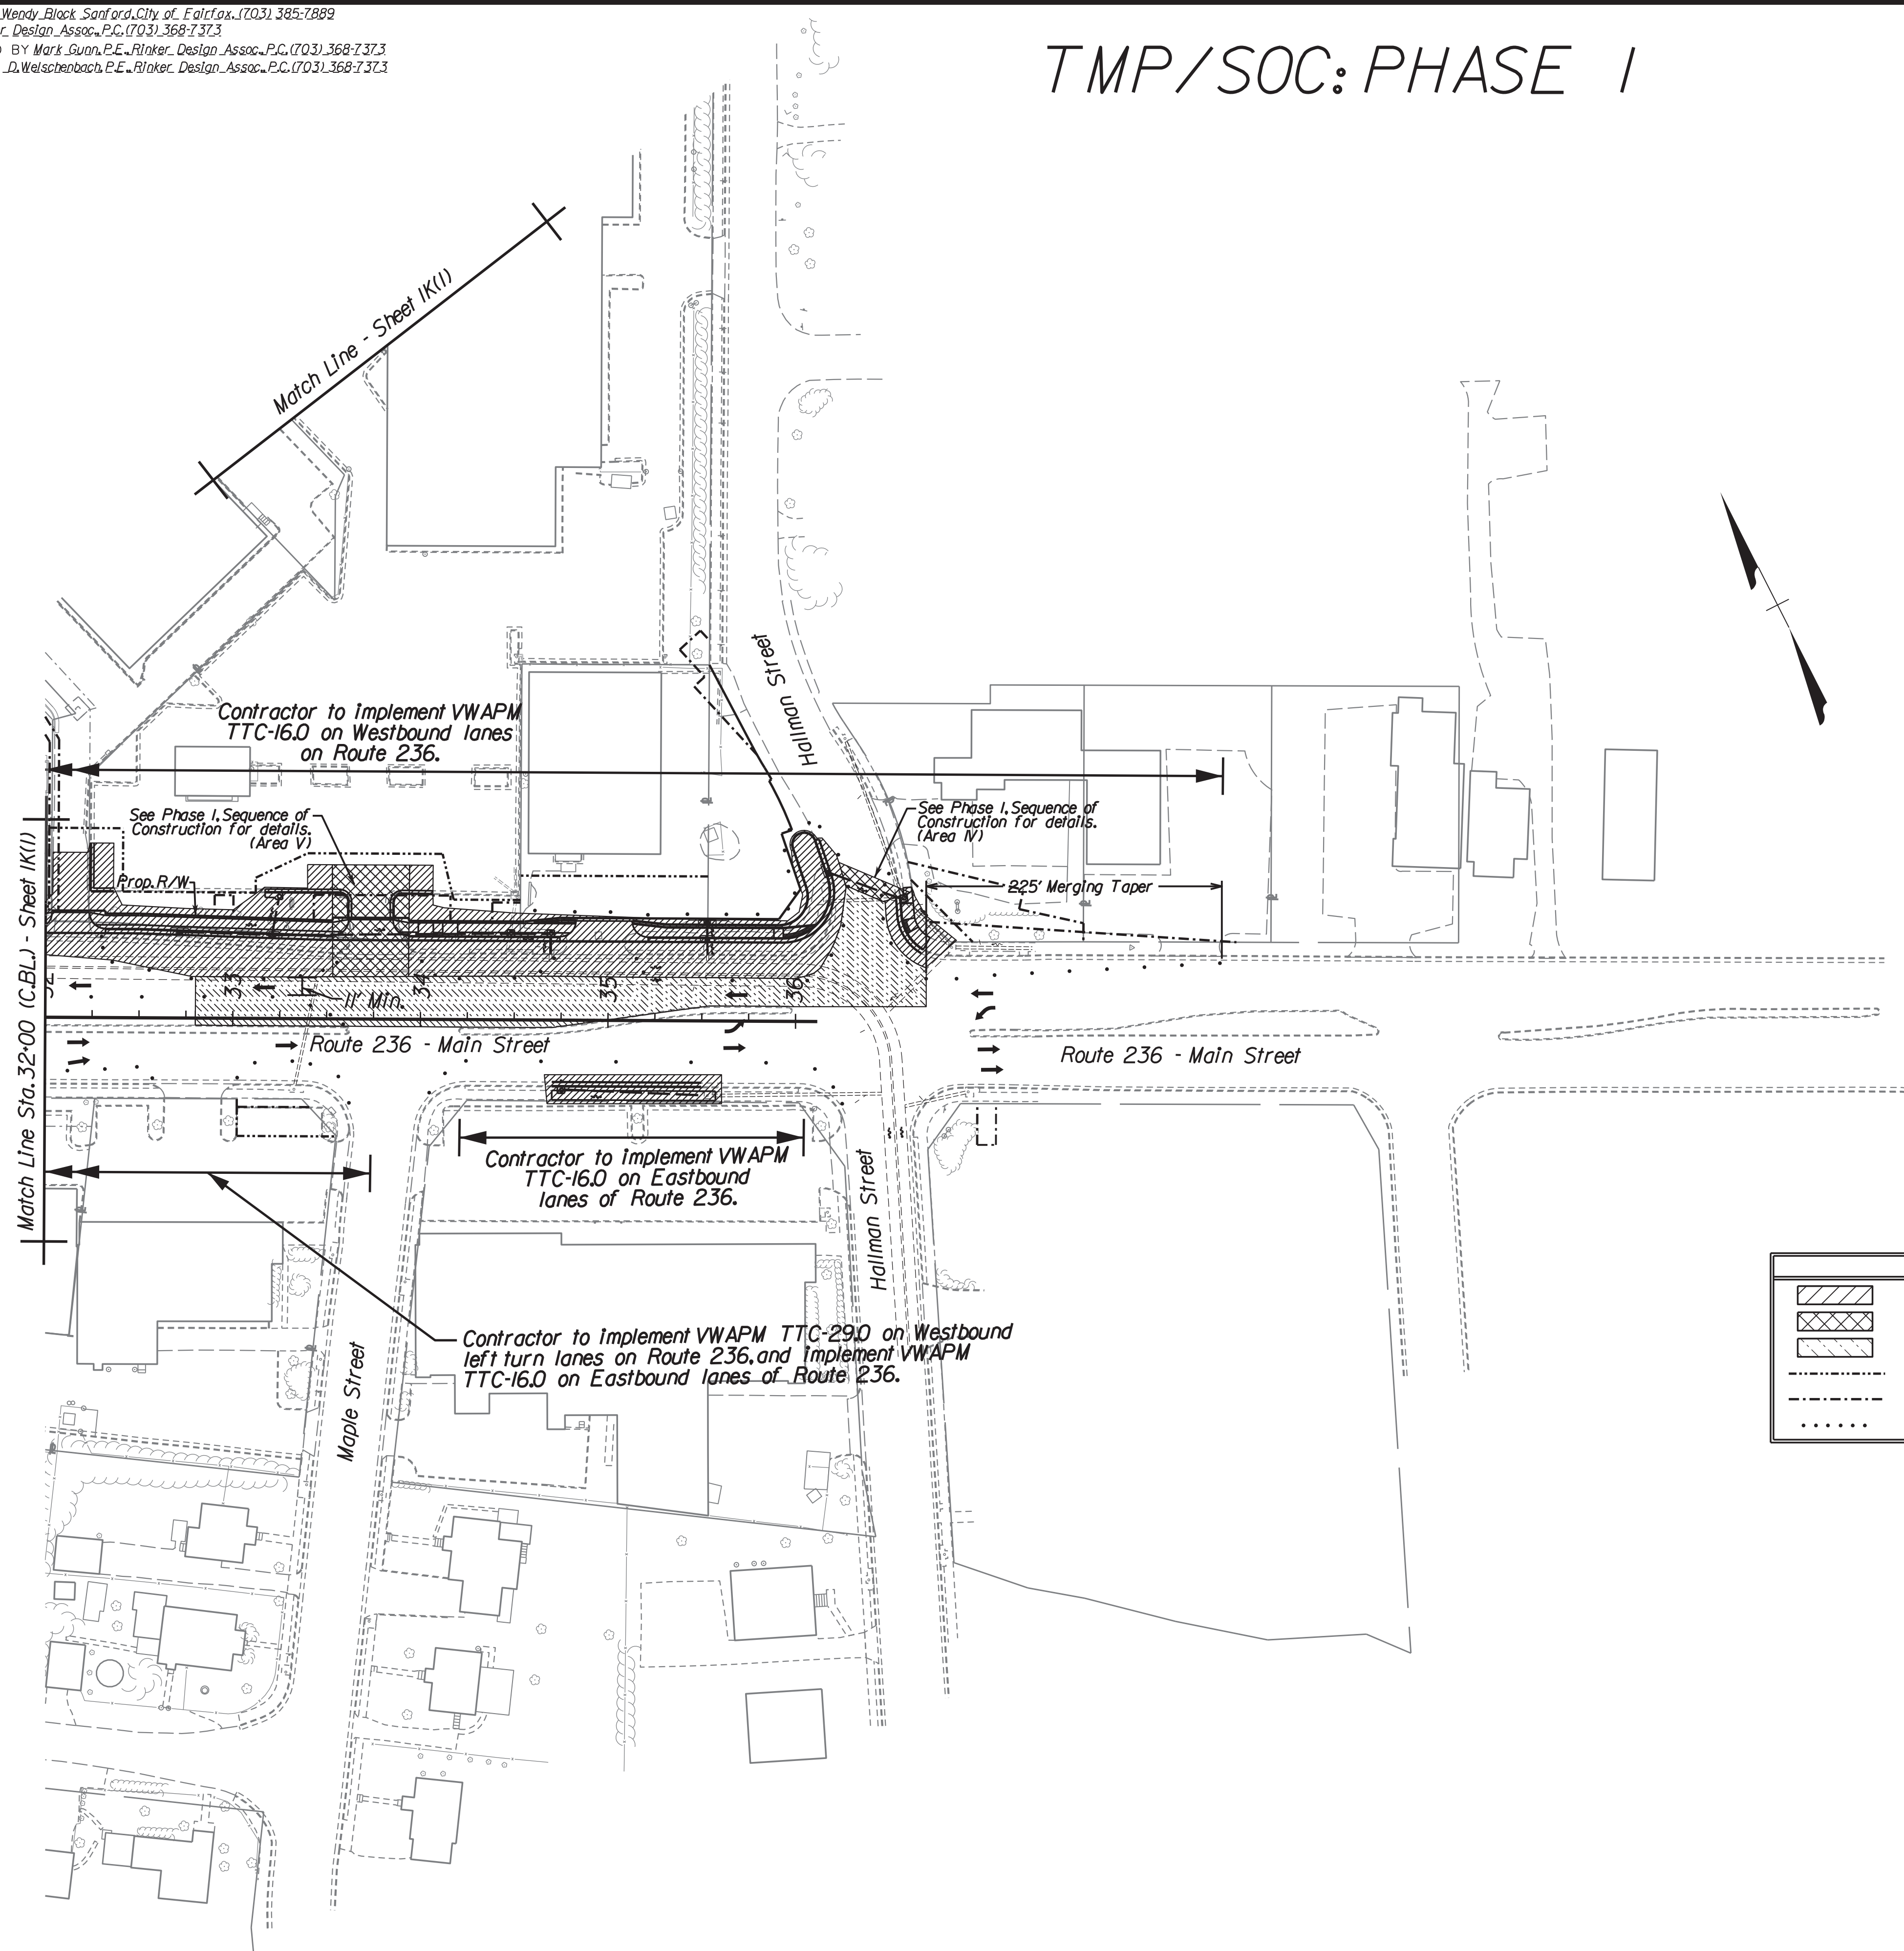 Wendy Block Sanford, City of Fairfax, (703) 385-7889
r Design Assoc., P.C. (703) 368-7373
) BY Mark Gunn, P.E., Rinker Design Assoc., P.C. (703) 368-7373
D. Welschenbach, P.E., Rinker Design Assoc., P.C. (703) 368-7373
TMP/SOC: PHASE I
Match Line - Sheet 1K(1)
Hallman Street
Contractor to implement VWAPM
TTC-16.0 on Westbound lanes
on Route 236.
See Phase I, Sequence of
Construction for details.
(Area V)
See Phase I, Sequence of
Construction for details.
(Area IV)
Prop. R/W
225' Merging Taper
Match Line Sta. 32+00 (C.BL.) - Sheet 1K(1)
32
33
34
35
36
11' Min.
Route 236 - Main Street
Route 236 - Main Street
Contractor to implement VWAPM
TTC-16.0 on Eastbound
lanes of Route 236.
Hallman Street
Contractor to implement VWAPM TTC-29.0 on Westbound
left turn lanes on Route 236, and implement VWAPM
TTC-16.0 on Eastbound lanes of Route 236.
Maple Street